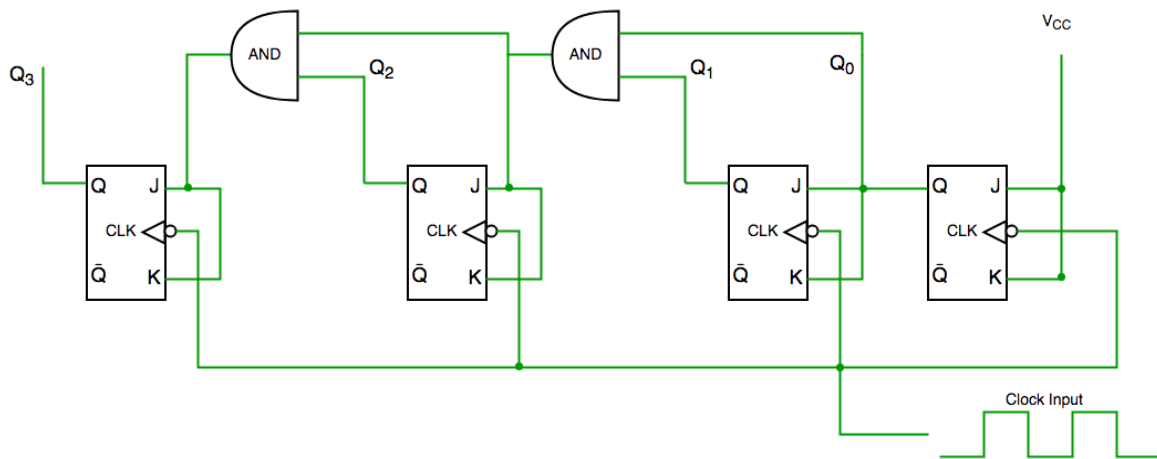 V_CC
AND
AND
Q_3
Q_2
Q_1
Q_0
Q J
Q J
Q J
Q J
CLK
CLK
CLK
CLK
Q̄ K
Q̄ K
Q̄ K
Q̄ K
Clock Input